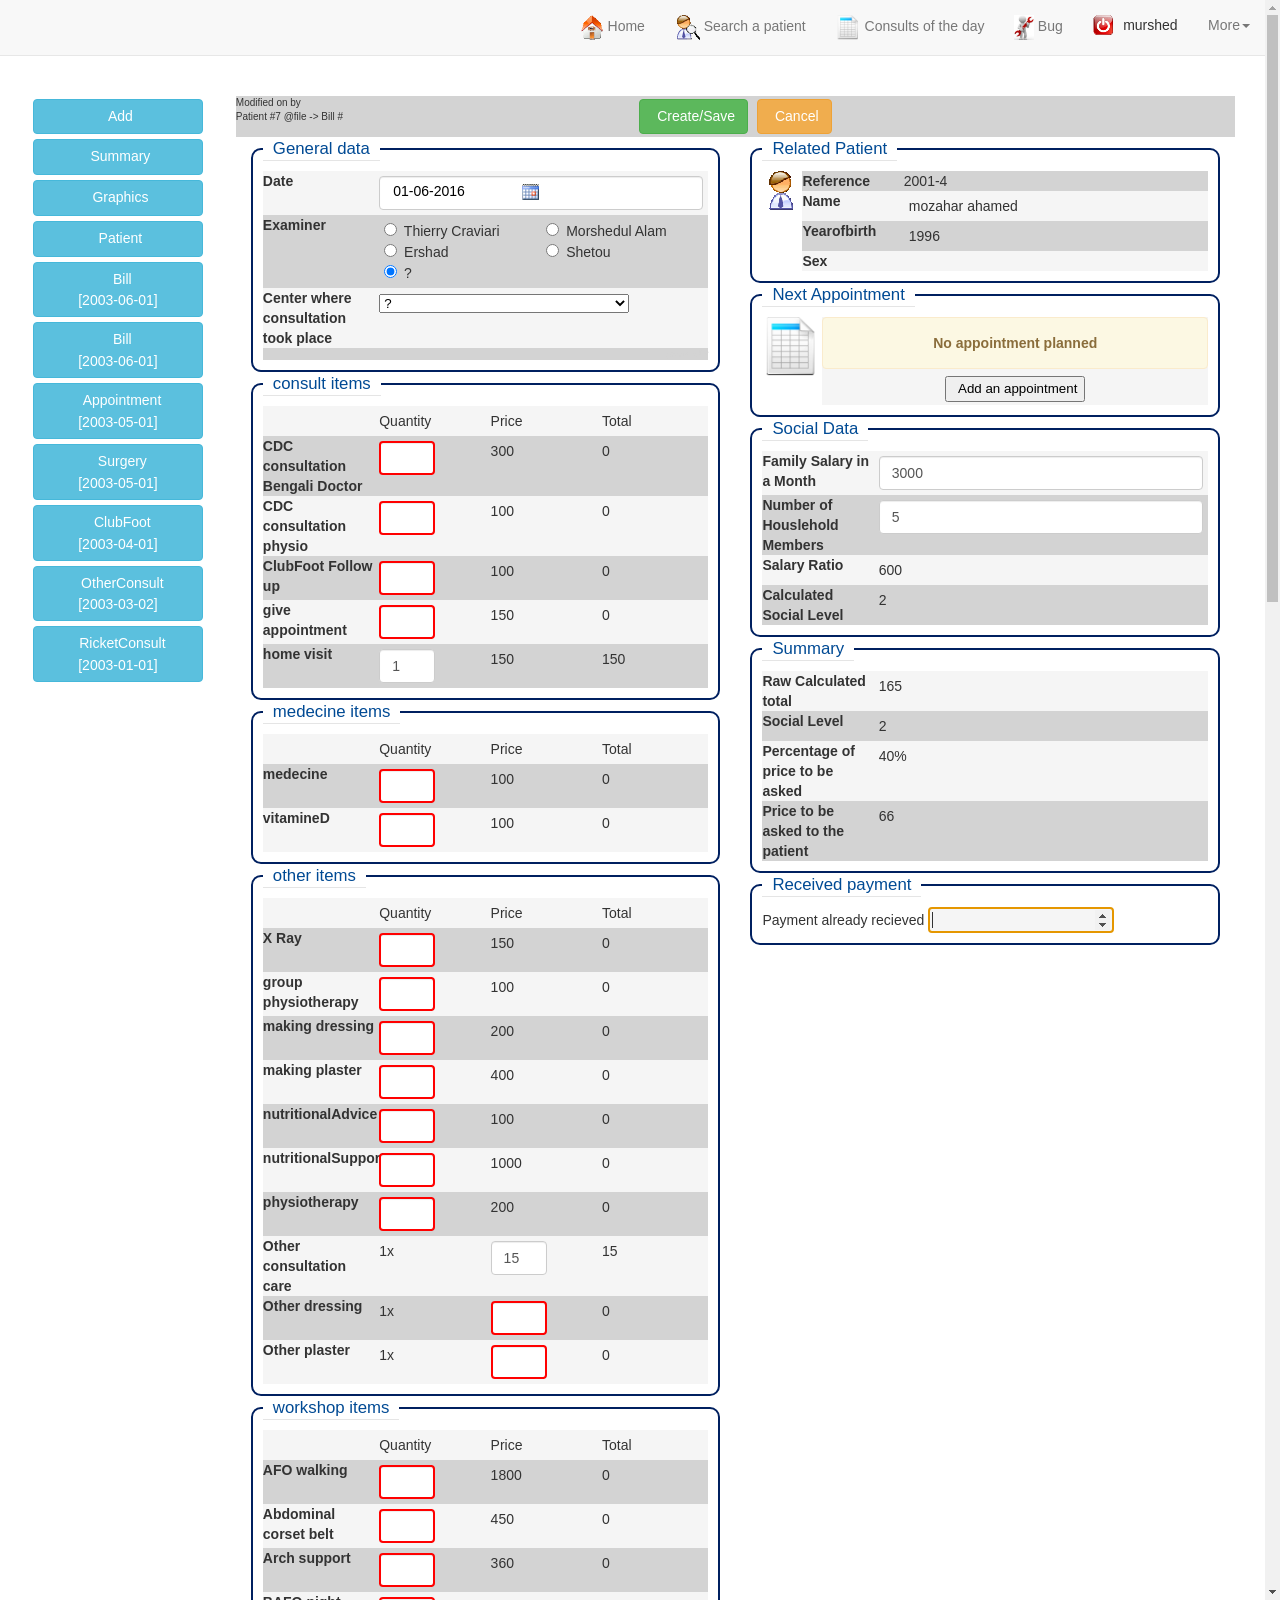 Home Search a patient Consults of the day Bug murshed More
Add
Summary
Graphics
Patient
Bill
[2003-06-01]
Bill
[2003-06-01]
Appointment
[2003-05-01]
Surgery
[2003-05-01]
ClubFoot
[2003-04-01]
OtherConsult
[2003-03-02]
RicketConsult
[2003-01-01]
Modified on by
Patient #7 @file -> Bill #
Create/Save Cancel
General data
Date 01-06-2016
Examiner
Thierry Craviari Morshedul Alam
Ershad Shetou
?
Center where
consultation
took place
?
consult items
Quantity Price Total
CDC
consultation
Bengali Doctor
300 0
CDC
consultation
physio
100 0
ClubFoot Follow
up
100 0
give
appointment
150 0
home visit 1 150 150
medecine items
Quantity Price Total
medecine 100 0
vitamineD 100 0
other items
Quantity Price Total
X Ray 150 0
group
physiotherapy
100 0
making dressing 200 0
making plaster 400 0
nutritionalAdvice 100 0
nutritionalSuppor 1000 0
physiotherapy 200 0
Other
consultation
care
1x 15 15
Other dressing 1x 0
Other plaster 1x 0
workshop items
Quantity Price Total
AFO walking 1800 0
Abdominal
corset belt
450 0
Arch support 360 0
Related Patient
Reference 2001-4
Name mozahar ahamed
Yearofbirth 1996
Sex
Next Appointment
No appointment planned
Add an appointment
Social Data
Family Salary in
a Month
3000
Number of
Houslehold
Members
5
Salary Ratio 600
Calculated
Social Level
2
Summary
Raw Calculated
total
165
Social Level 2
Percentage of
price to be
asked
40%
Price to be
asked to the
patient
66
Received payment
Payment already recieved